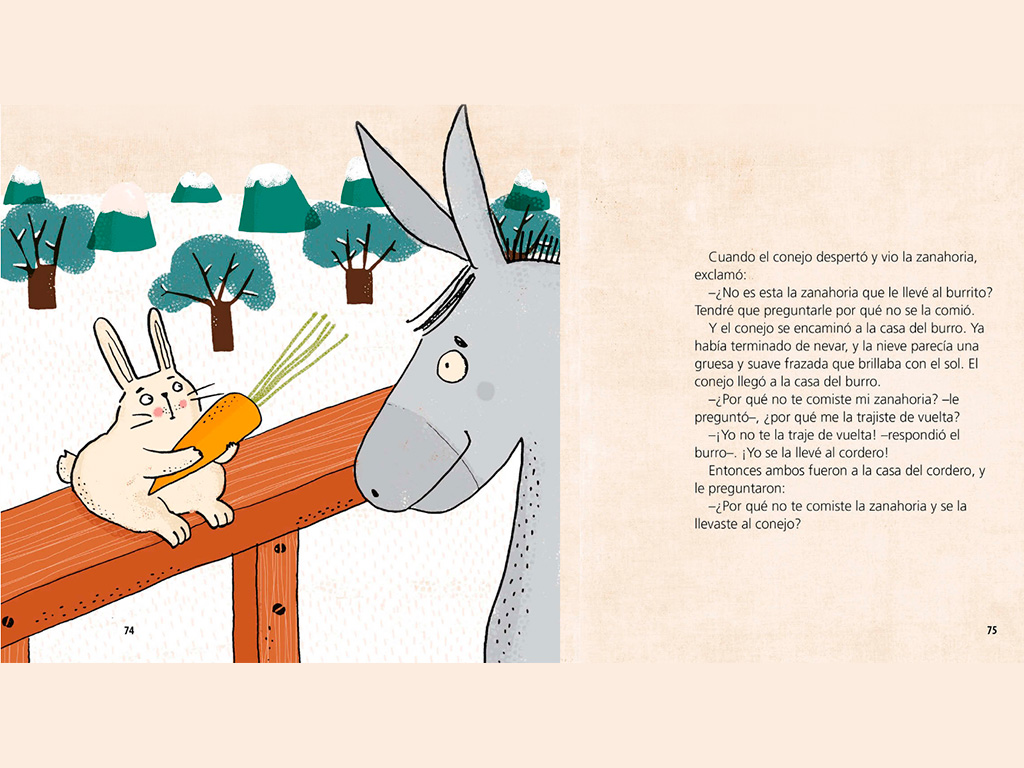 Cuando el conejo despertó y vio la zanahoria,
exclamó:
–¿No es esta la zanahoria que le llevé al burrito?
Tendré que preguntarle por qué no se la comió.
Y el conejo se encaminó a la casa del burro. Ya
había terminado de nevar, y la nieve parecía una
gruesa y suave frazada que brillaba con el sol. El
conejo llegó a la casa del burro.
–¿Por qué no te comiste mi zanahoria? –le
preguntó–, ¿por qué me la trajiste de vuelta?
–¡Yo no te la traje de vuelta! –respondió el
burro–. ¡Yo se la llevé al cordero!
Entonces ambos fueron a la casa del cordero, y
le preguntaron:
–¿Por qué no te comiste la zanahoria y se la
llevaste al conejo?
74
75